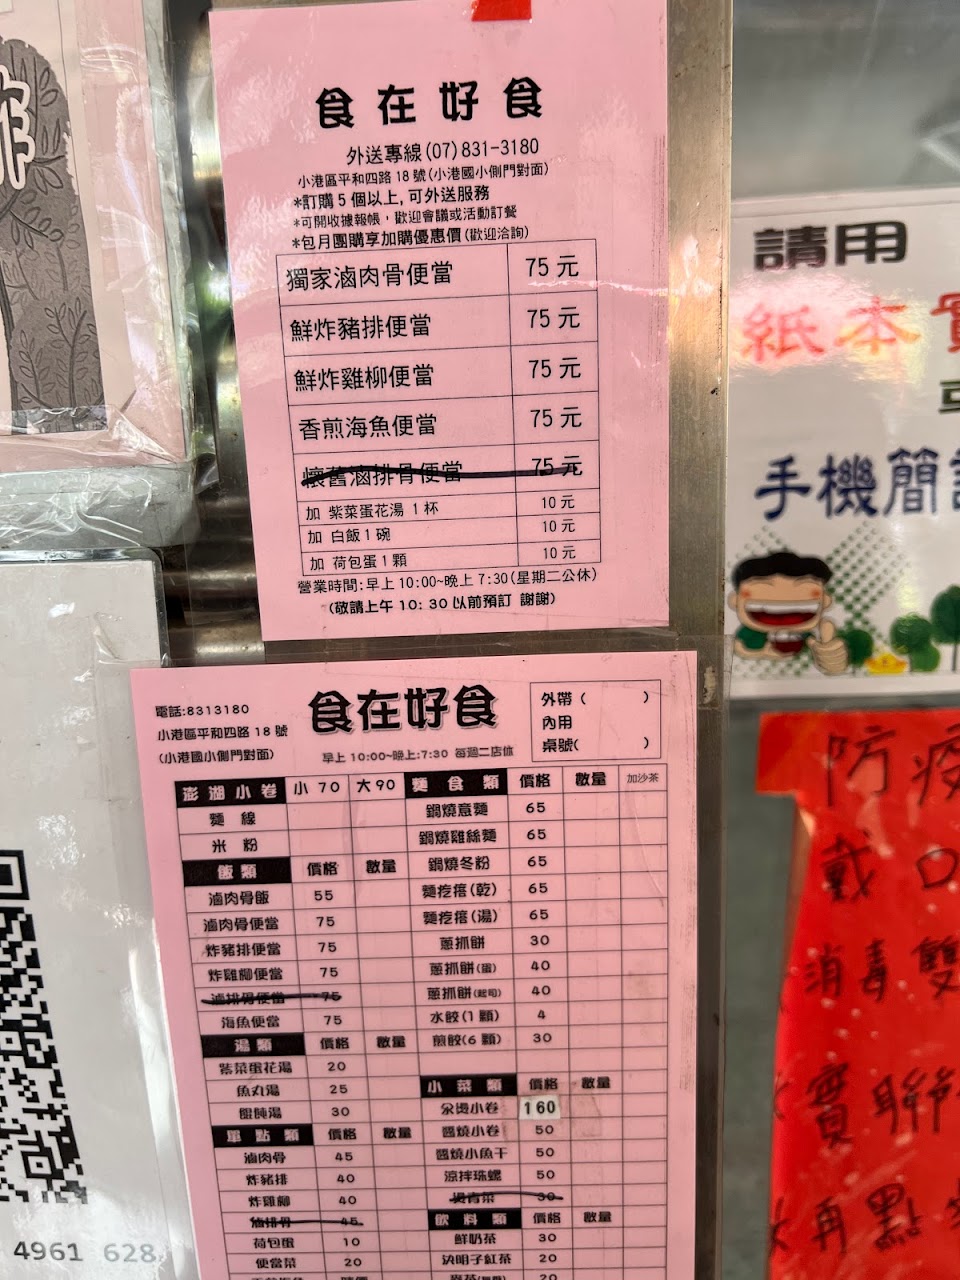 食在好食
外送專線(07)831-3180
小港區平和四路18號(小港國小側門對面)
*訂購5個以上,可外送服務
*可開收據報帳，歡迎會議或活動訂餐
*包月團購享加購優惠價(歡迎洽詢)
獨家滷肉骨便當 75元
鮮炸豬排便當 75元
鮮炸雞柳便當 75元
香煎海魚便當 75元
懷舊滷排骨便當 75元
加 紫菜蛋花湯 1杯 10元
加 白飯1碗 10元
加 荷包蛋1顆 10元
營業時間:早上10:00~晚上7:30(星期二公休)
(敬請上午10:30以前預訂 謝謝)
電話:8313180
小港區平和四路18號
(小港國小側門對面)
食在好食
早上10:00~晚上:7:30 每週二店休
外帶( )
內用
桌號( )
澎湖小卷 小70 大90
麵線
米粉
飯類 價格 數量
滷肉骨飯 55
滷肉骨便當 75
炸豬排便當 75
炸雞柳便當 75
滷排骨便當 75
海魚便當 75
湯類 價格 數量
紫菜蛋花湯 20
魚丸湯 25
餛飩湯 30
單點類 價格 數量
滷肉骨 45
炸豬排 40
炸雞柳 40
滷排骨 45
荷包蛋 10
便當菜 20
麵食類 價格 數量 加沙茶
鍋燒意麵 65
鍋燒雞絲麵 65
鍋燒冬粉 65
麵疙瘩(乾) 65
麵疙瘩(湯) 65
蔥抓餅 30
蔥抓餅(蛋) 40
蔥抓餅(起司) 40
水餃(1顆) 4
煎餃(6顆) 30
小菜類 價格 數量
汆燙小卷 160
醬燒小卷 50
醬燒小魚干 50
涼拌珠螺 50
燙青菜 30
飲料類 價格 數量
鮮奶茶 30
決明子紅茶 20
20
請用
紙本實
或
手機簡
防疫
戴口
消毒雙
實聯
再點
炸
4961 628